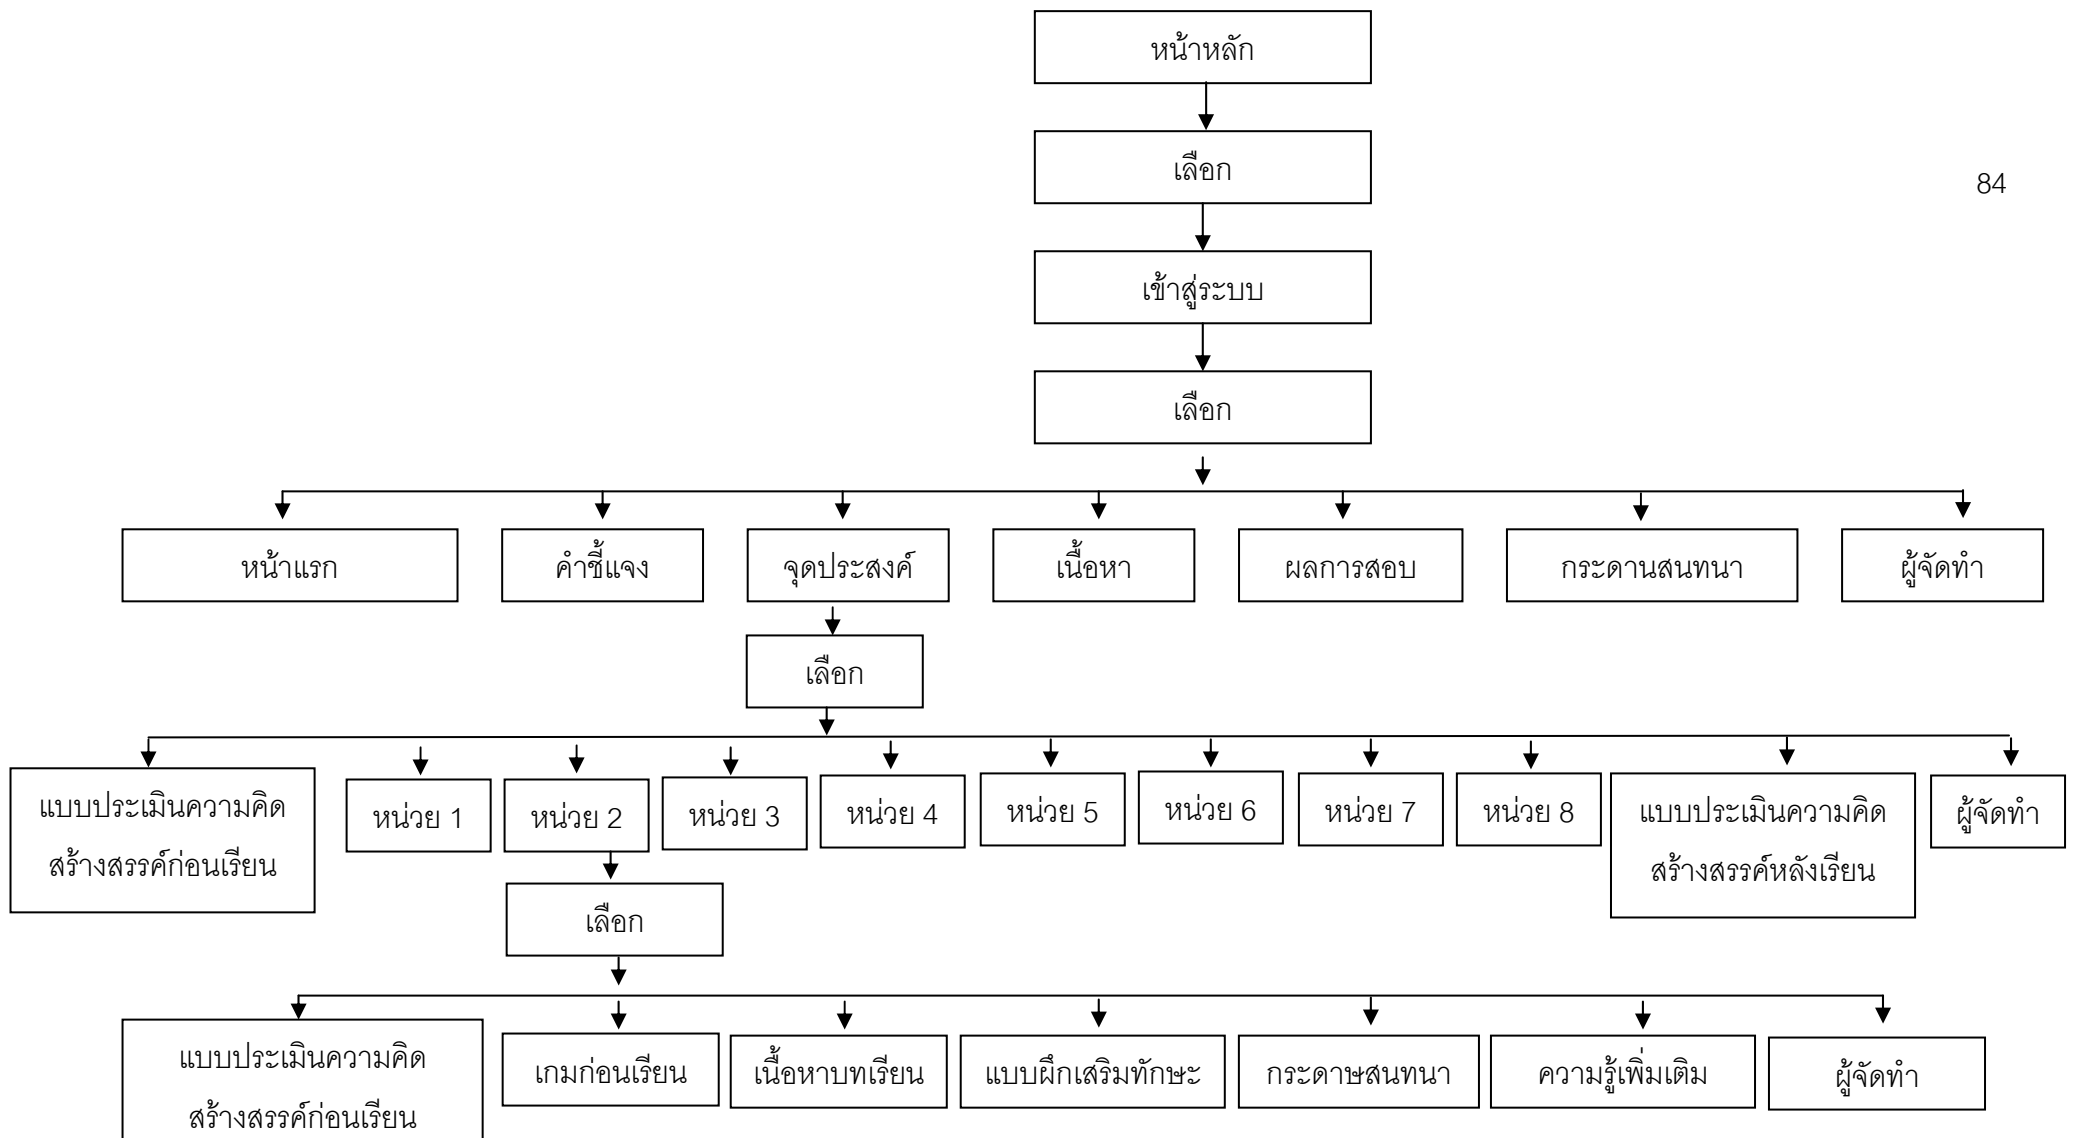 หน้าหลัก
เลือก
84
เข้าสู่ระบบ
เลือก
หน้าแรก
คำชี้แจง
จุดประสงค์
เนื้อหา
ผลการสอบ
กระดานสนทนา
ผู้จัดทำ
เลือก
แบบประเมินความคิด
สร้างสรรค์ก่อนเรียน
หน่วย 1
หน่วย 2
หน่วย 3
หน่วย 4
หน่วย 5
หน่วย 6
หน่วย 7
หน่วย 8
แบบประเมินความคิด
สร้างสรรค์หลังเรียน
ผู้จัดทำ
เลือก
แบบประเมินความคิด
สร้างสรรค์ก่อนเรียน
เกมก่อนเรียน
เนื้อหาบทเรียน
แบบฝึกเสริมทักษะ
กระดาษสนทนา
ความรู้เพิ่มเติม
ผู้จัดทำ